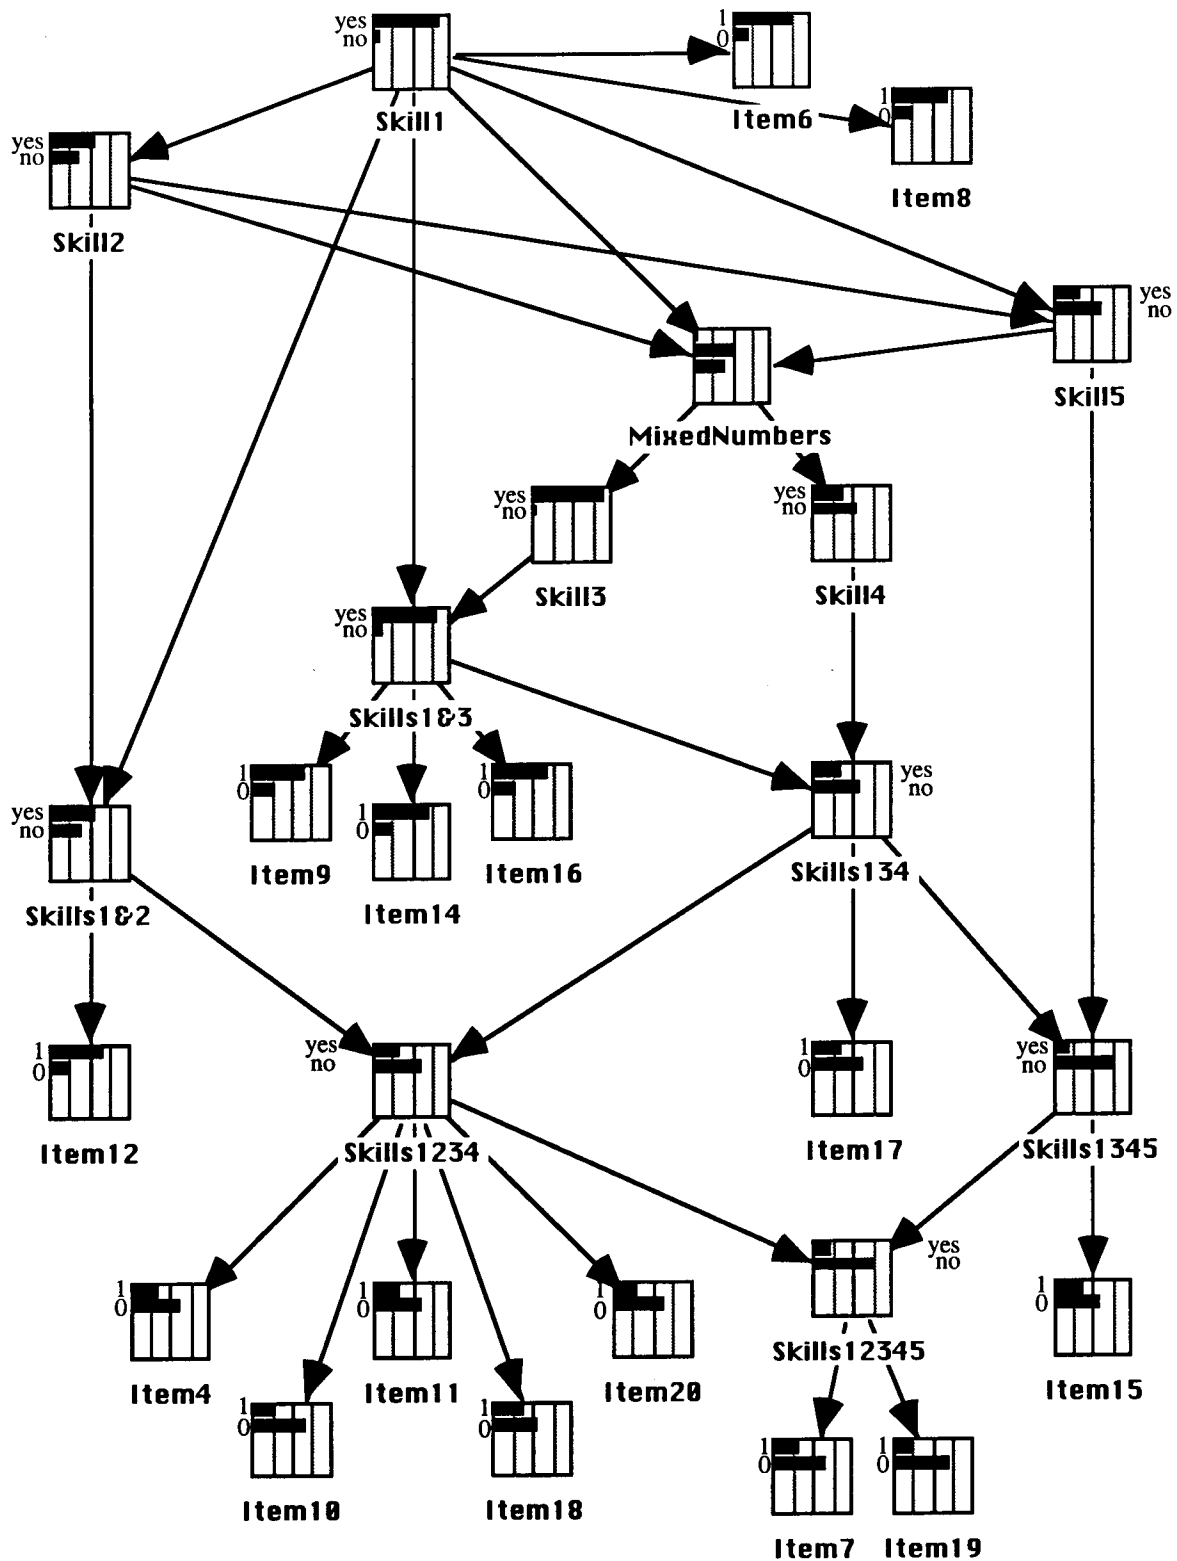 yes
no
Skill1
1
0
Item6
1
0
Item8
yes
no
Skill2
yes
no
Skill5
MixedNumbers
yes
no
Skill3
yes
no
Skill4
yes
no
Skills1&3
1
0
Item9
1
0
Item14
1
0
Item16
yes
no
Skills134
yes
no
Skills1&2
1
0
Item12
yes
no
Skills1234
1
0
Item17
yes
no
Skills1345
1
0
Item4
1
0
Item10
1
0
Item11
1
0
Item18
1
0
Item20
yes
no
Skills12345
1
0
Item15
1
0
Item7
1
0
Item19